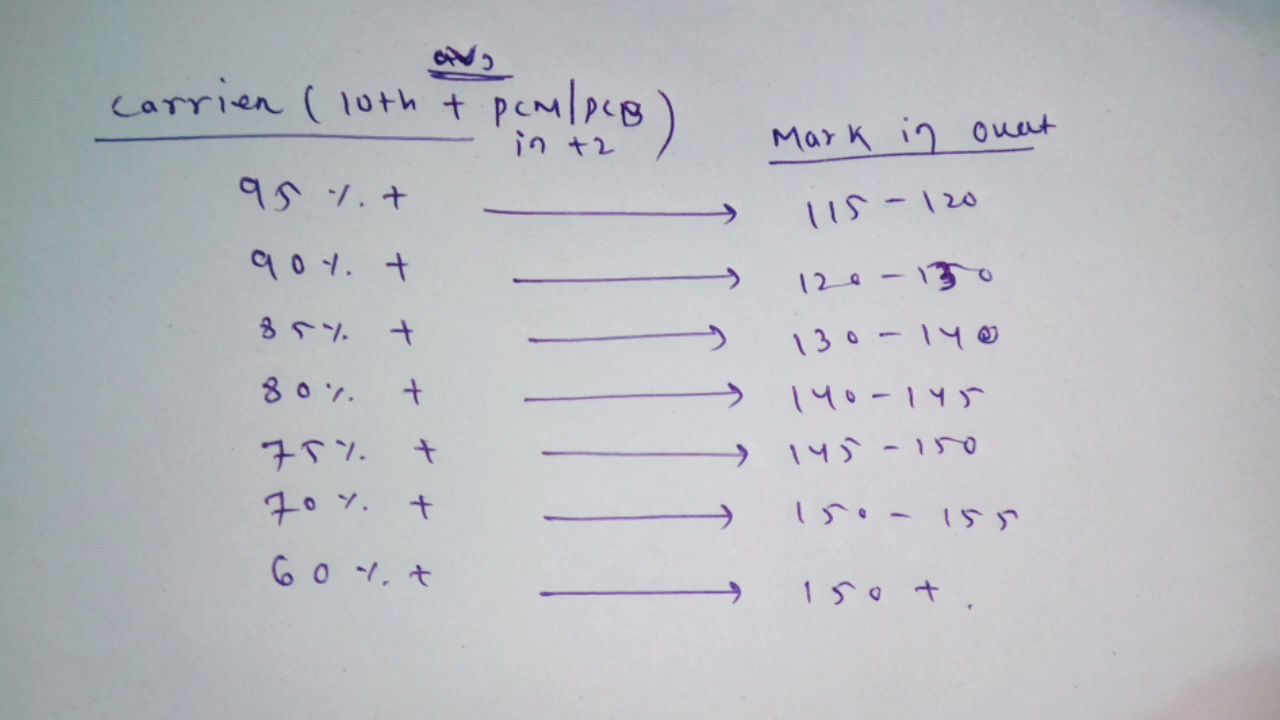 avg
carrier (10th + PCM/PCB
in +2)
Mark in ouat
95%. + → 115-120
90%. + → 120-130
85%. + → 130-140
80%. + → 140-145
75%. + → 145-150
70%. + → 150-155
60%. + → 150+.